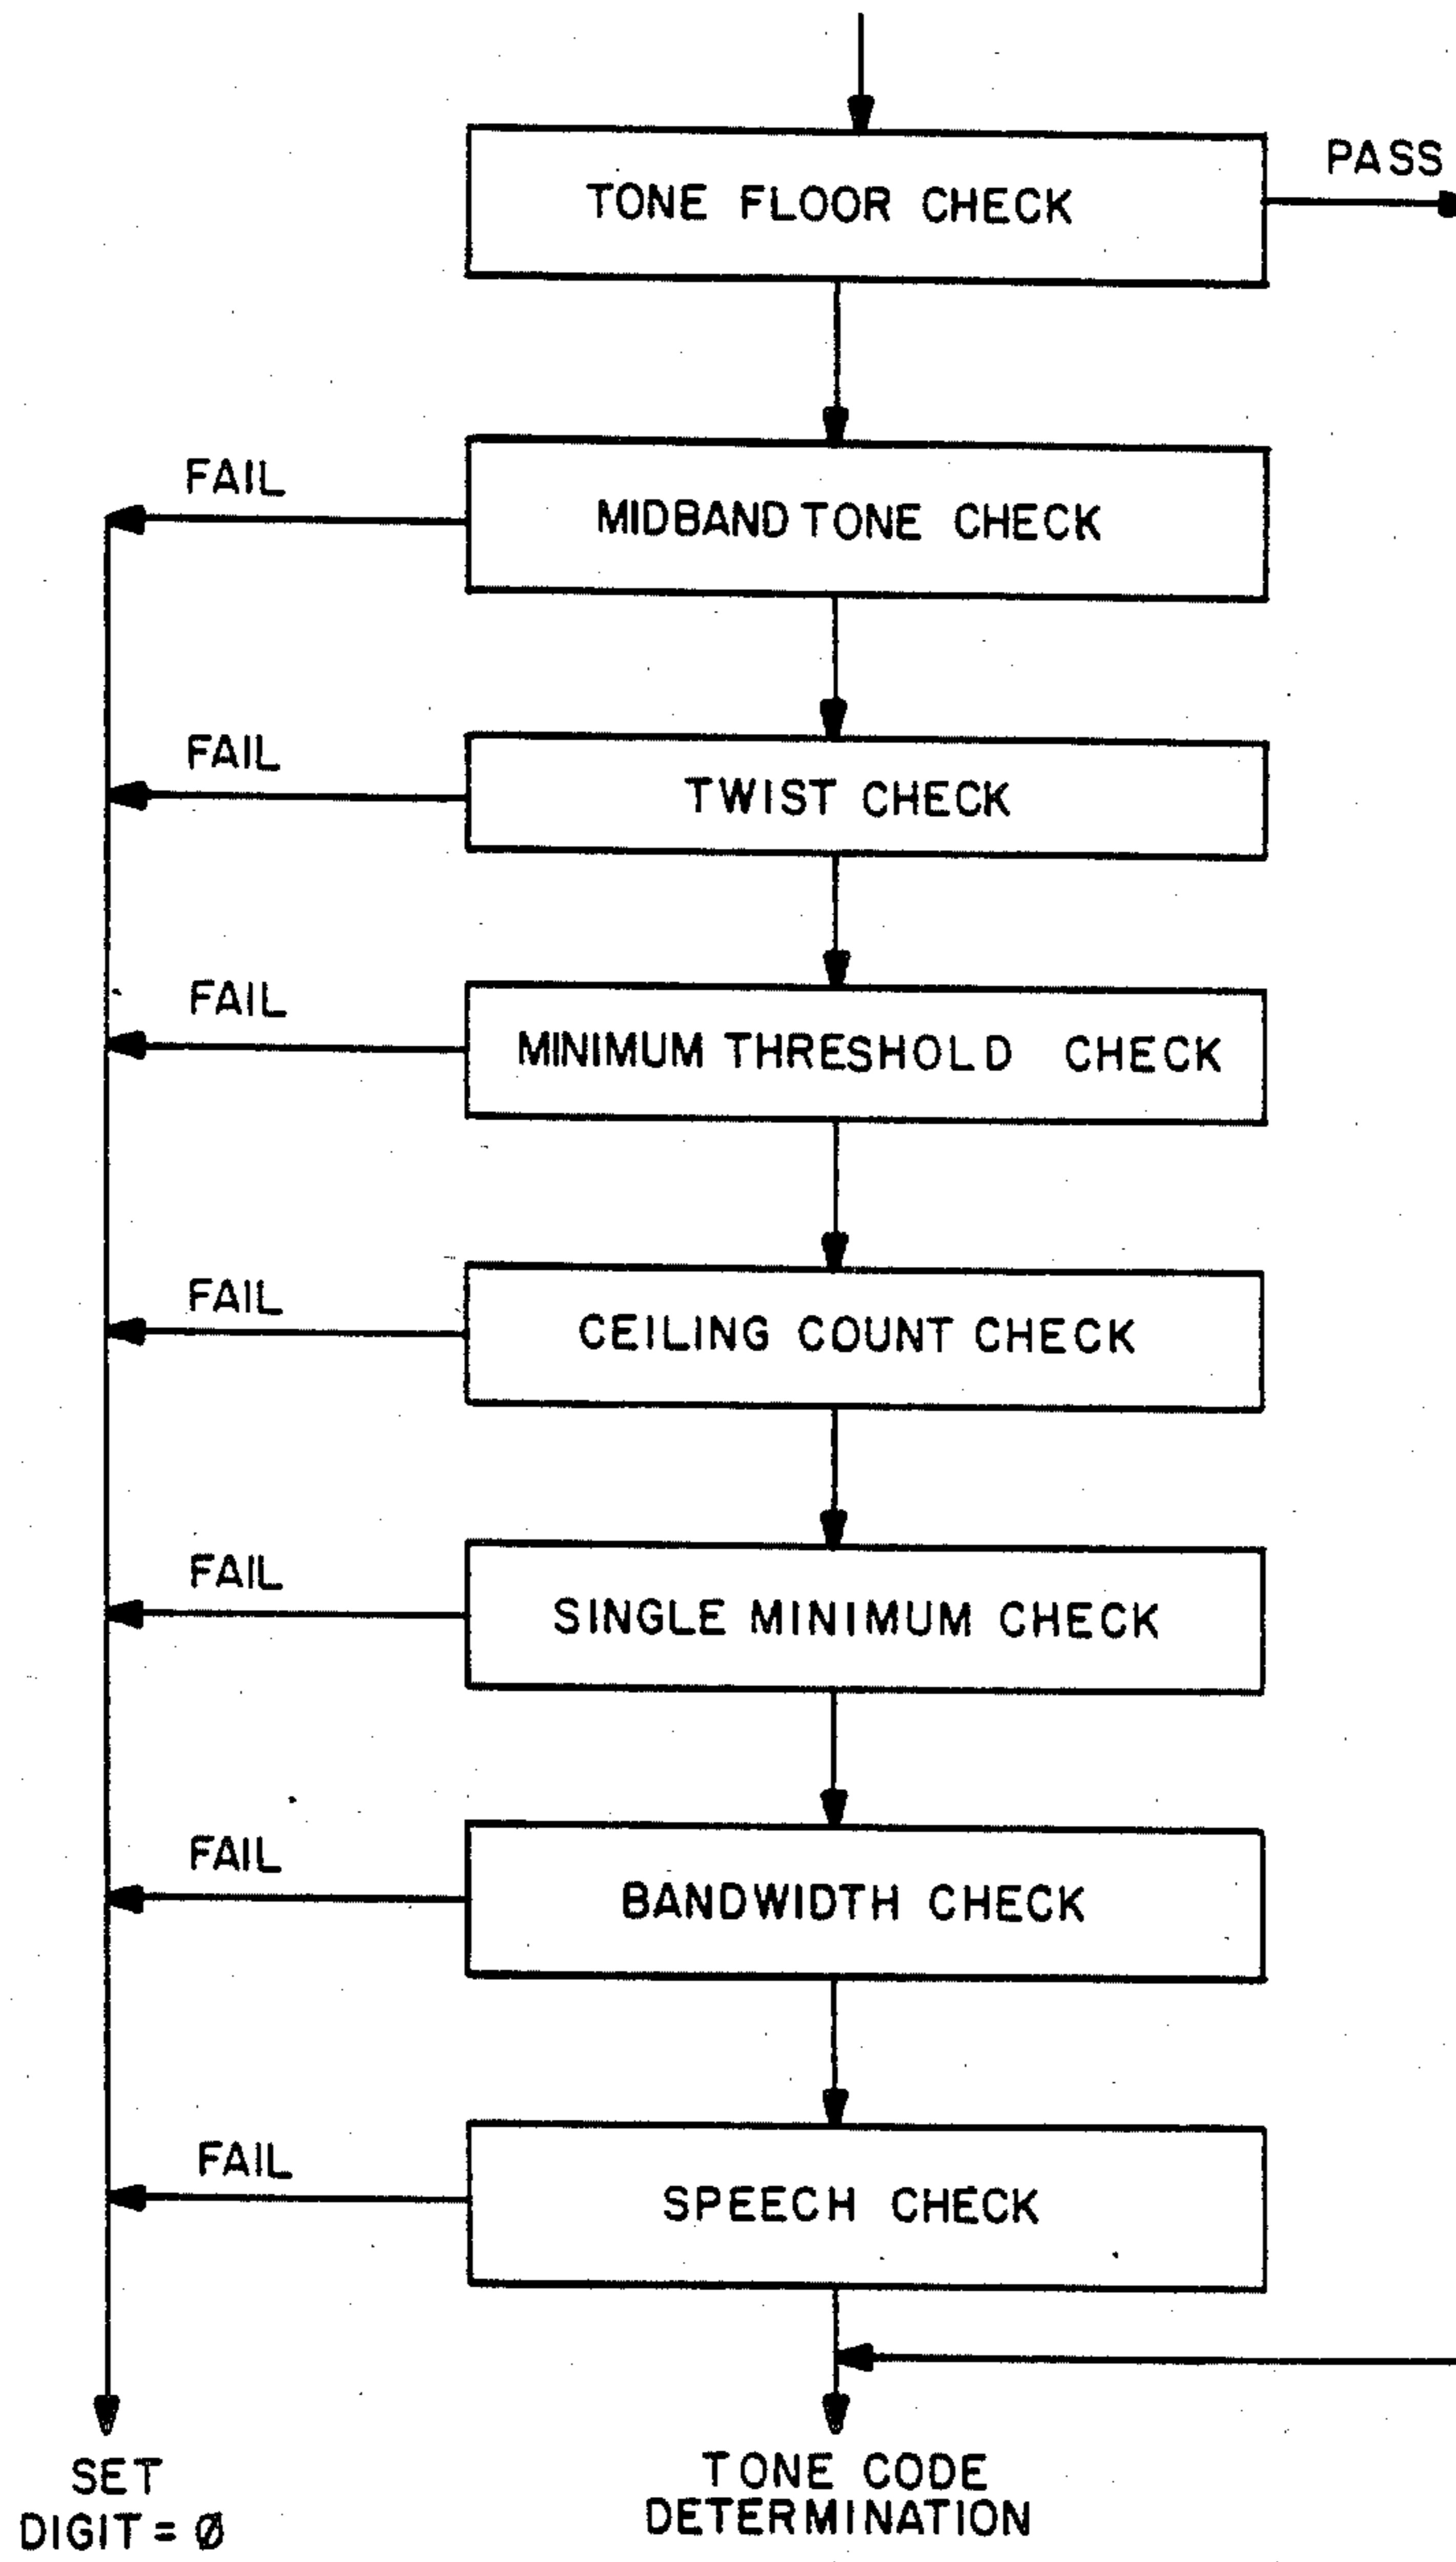 PASS
TONE FLOOR CHECK
FAIL
MIDBAND TONE CHECK
FAIL
TWIST CHECK
FAIL
MINIMUM THRESHOLD CHECK
FAIL
CEILING COUNT CHECK
FAIL
SINGLE MINIMUM CHECK
FAIL
BANDWIDTH CHECK
FAIL
SPEECH CHECK
SET
DIGIT = Ø
TONE CODE
DETERMINATION